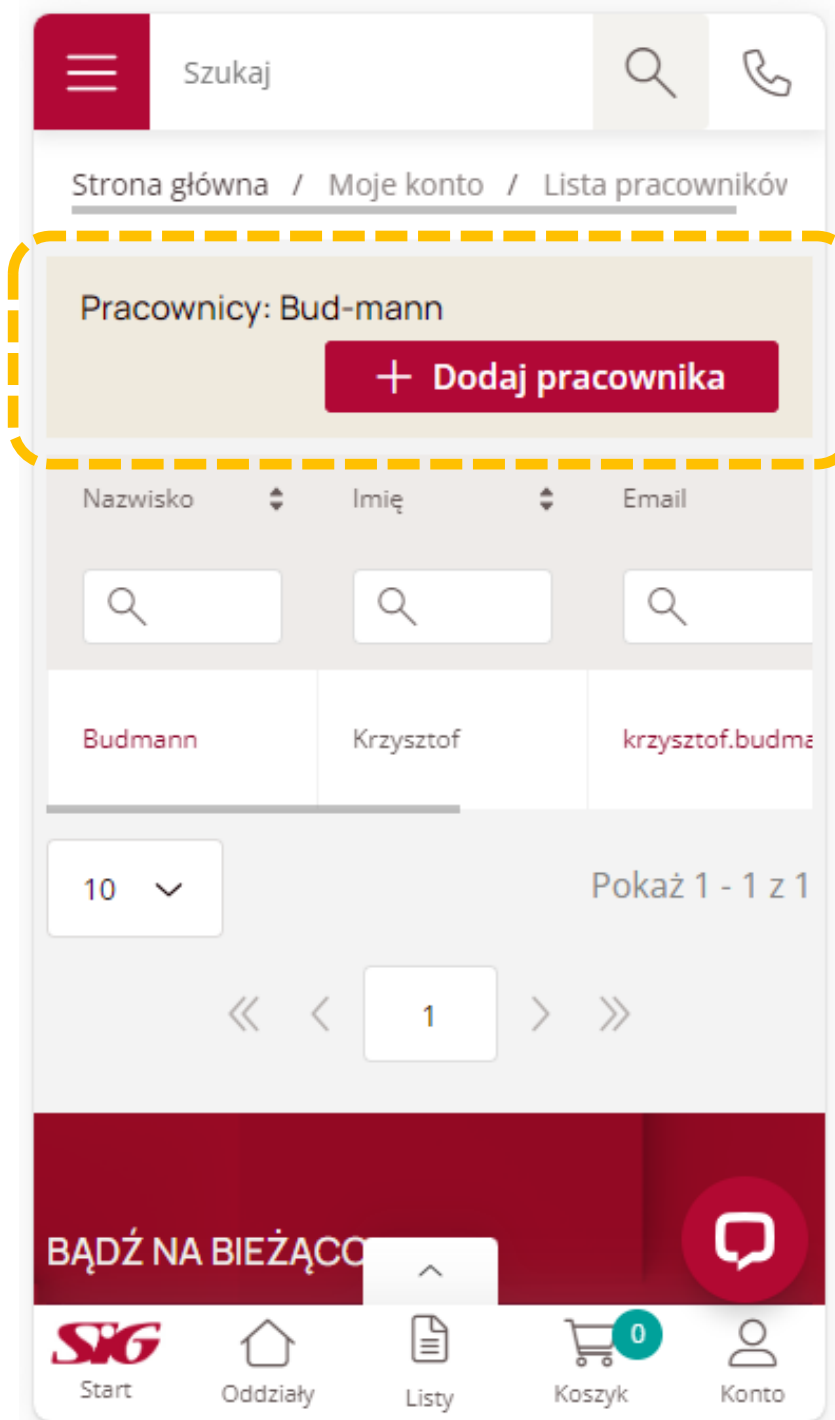 Szukaj
Strona główna / Moje konto / Lista pracowników
Pracownicy: Bud-mann
+ Dodaj pracownika
Nazwisko Imię Email
Budmann Krzysztof krzysztof.budma
10 Pokaż 1 - 1 z 1
« < 1 > »
BĄDŹ NA BIEŻĄCO
SIG 0
Start Oddziały Listy Koszyk Konto